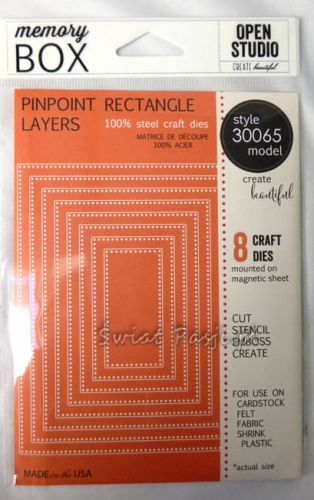 memory
BOX
OPEN
STUDIO
CREATE beautiful
PINPOINT RECTANGLE
LAYERS
100% steel craft dies
MATRICE DE DÉCOUPE
100% ACIER
style
30065
model
create
beautiful
8 CRAFT
DIES
mounted on
magnetic sheet
CUT
STENCIL
EMBOSS
CREATE
FOR USE ON
CARDSTOCK
FELT
FABRIC
SHRINK
PLASTIC
Świat Pasji
MADE in the USA
*actual size